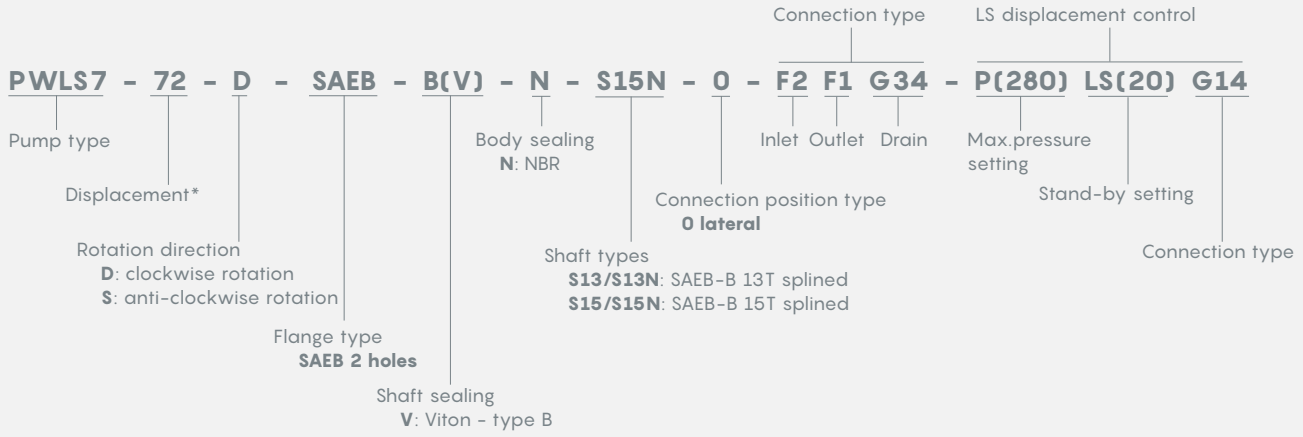 Connection type
LS displacement control
PWLS7 - 72 - D - SAEB - B(V) - N - S15N - 0 - F2 F1 G34 - P(280) LS(20) G14
Pump type
Displacement*
Rotation direction
D: clockwise rotation
S: anti-clockwise rotation
Flange type
SAEB 2 holes
Shaft sealing
V: Viton - type B
Body sealing
N: NBR
Shaft types
S13/S13N: SAEB-B 13T splined
S15/S15N: SAEB-B 15T splined
Connection position type
0 lateral
Inlet
Outlet
Drain
Max.pressure
setting
Stand-by setting
Connection type